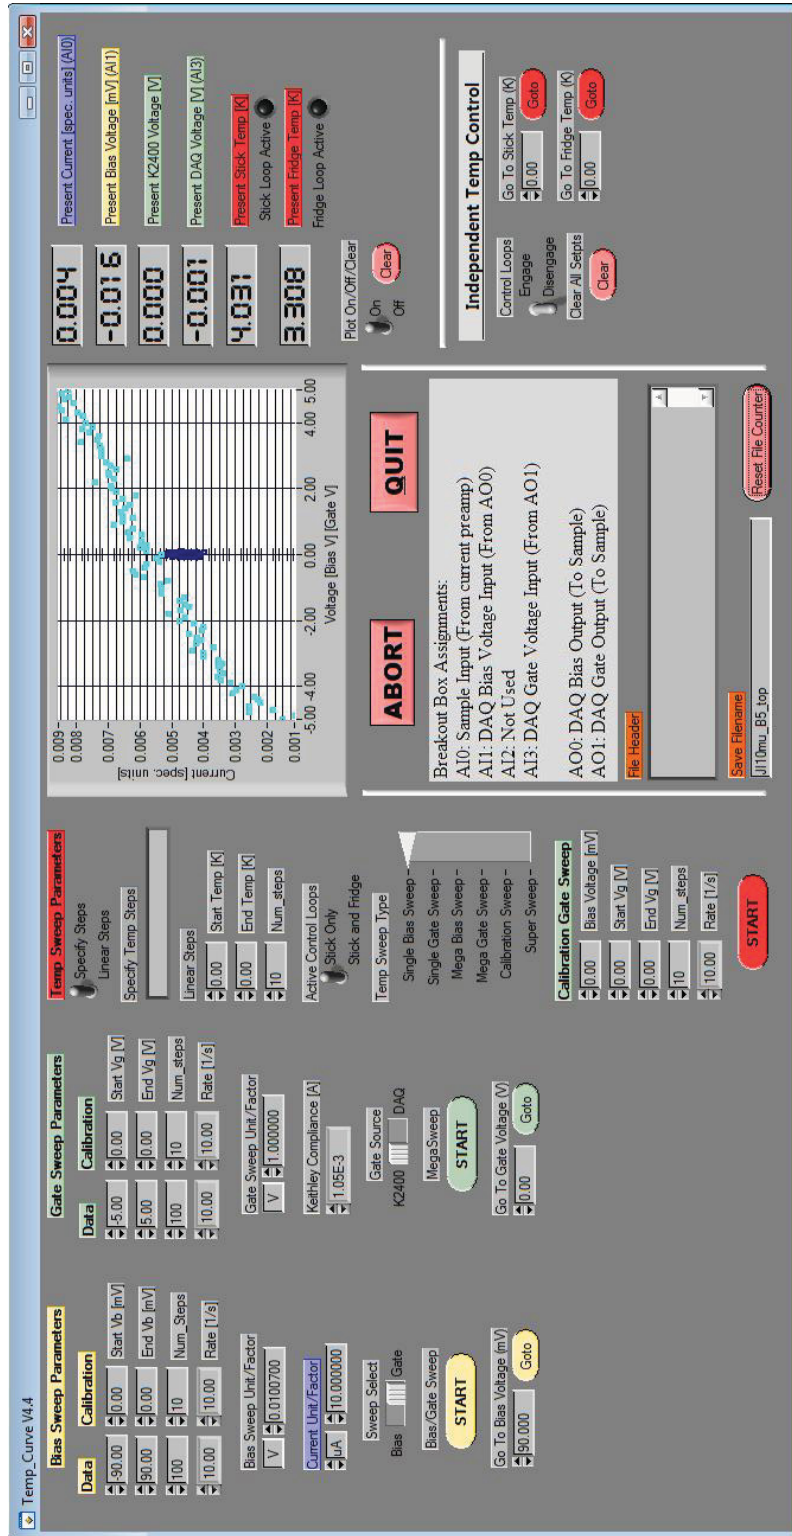 Temp_Curve V4.4
Bias Sweep Parameters
Data Calibration
-90.00 0.00 Start Vb [mV]
90.00 0.00 End Vb [mV]
100 10 Num_Steps
10.00 10.00 Rate [1/s]
Bias Sweep Unit/Factor
V 0.0100700
Current Unit/Factor
uA 10.000000
Sweep Select
Bias Gate
Bias/Gate Sweep
START
Go To Bias Voltage (mV)
90.000 Goto
Gate Sweep Parameters
Data Calibration
-5.00 0.00 Start Vg [V]
5.00 0.00 End Vg [V]
100 10 Num_steps
10.00 10.00 Rate [1/s]
Gate Sweep Unit/Factor
V 1.000000
Keithley Compliance [A]
1.05E-3
Gate Source
K2400 DAQ
MegaSweep
START
Go To Gate Voltage (V)
0.00 Goto
Temp Sweep Parameters
Specify Steps
Linear Steps
Specify Temp Steps
Linear Steps
0.00 Start Temp [K]
0.00 End Temp [K]
10 Num_steps
Active Control Loops
Stick Only
Stick and Fridge
Temp Sweep Type
Single Bias Sweep
Single Gate Sweep
Mega Bias Sweep
Mega Gate Sweep
Calibration Sweep
Super Sweep
Calibration Gate Sweep
0.00 Bias Voltage [mV]
0.00 Start Vg [V]
0.00 End Vg [V]
10 Num_steps
10.00 Rate [1/s]
START
Current [spec. units]
0.009
0.008
0.007
0.006
0.005
0.004
0.003
0.002
0.001
-5.00 -4.00 -2.00 0.00 2.00 4.00 5.00
Voltage [Bias V] [Gate V]
ABORT QUIT
Breakout Box Assignments:
AI0: Sample Input (From current preamp)
AI1: DAQ Bias Voltage Input (From AO0)
AI2: Not Used
AI3: DAQ Gate Voltage Input (From AO1)
AO0: DAQ Bias Output (To Sample)
AO1: DAQ Gate Output (To Sample)
File Header
Save Filename
JI10mu_B5_top
Reset File Counter
0.004 Present Current [spec. units] (AI0)
-0.016 Present Bias Voltage [mV] (AI1)
0.000 Present K2400 Voltage [V]
-0.001 Present DAQ Voltage [V] (AI3)
4.031 Present Stick Temp [K]
Stick Loop Active
3.308 Present Fridge Temp [K]
Fridge Loop Active
Plot On/Off/Clear
On
Off
Clear
Independent Temp Control
Control Loops
Engage
Disengage
Clear All Setpts
Clear
Go To Stick Temp (K)
0.00 Goto
Go To Fridge Temp (K)
0.00 Goto